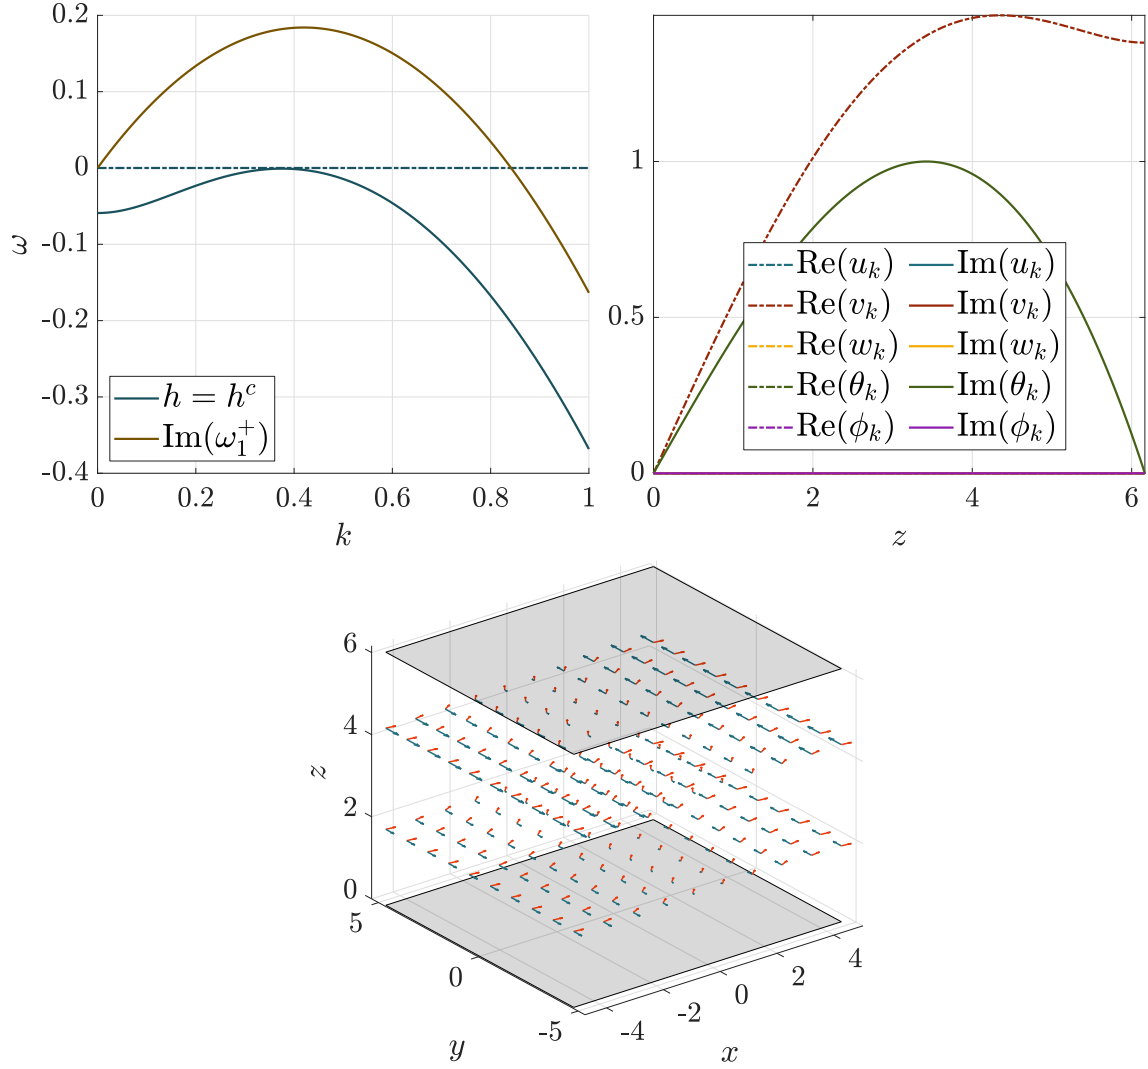 0.2
0.1
0
-0.1
-0.2
-0.3
-0.4
ω
h = h^c
Im(ω_1^+)
0 0.2 0.4 0.6 0.8 1
k
1
0.5
0
Re(u_k) Im(u_k)
Re(v_k) Im(v_k)
Re(w_k) Im(w_k)
Re(θ_k) Im(θ_k)
Re(ϕ_k) Im(ϕ_k)
0 2 4 6
z
6
4
2
0
z
5
0
-5
y
-4 -2 0 2 4
x